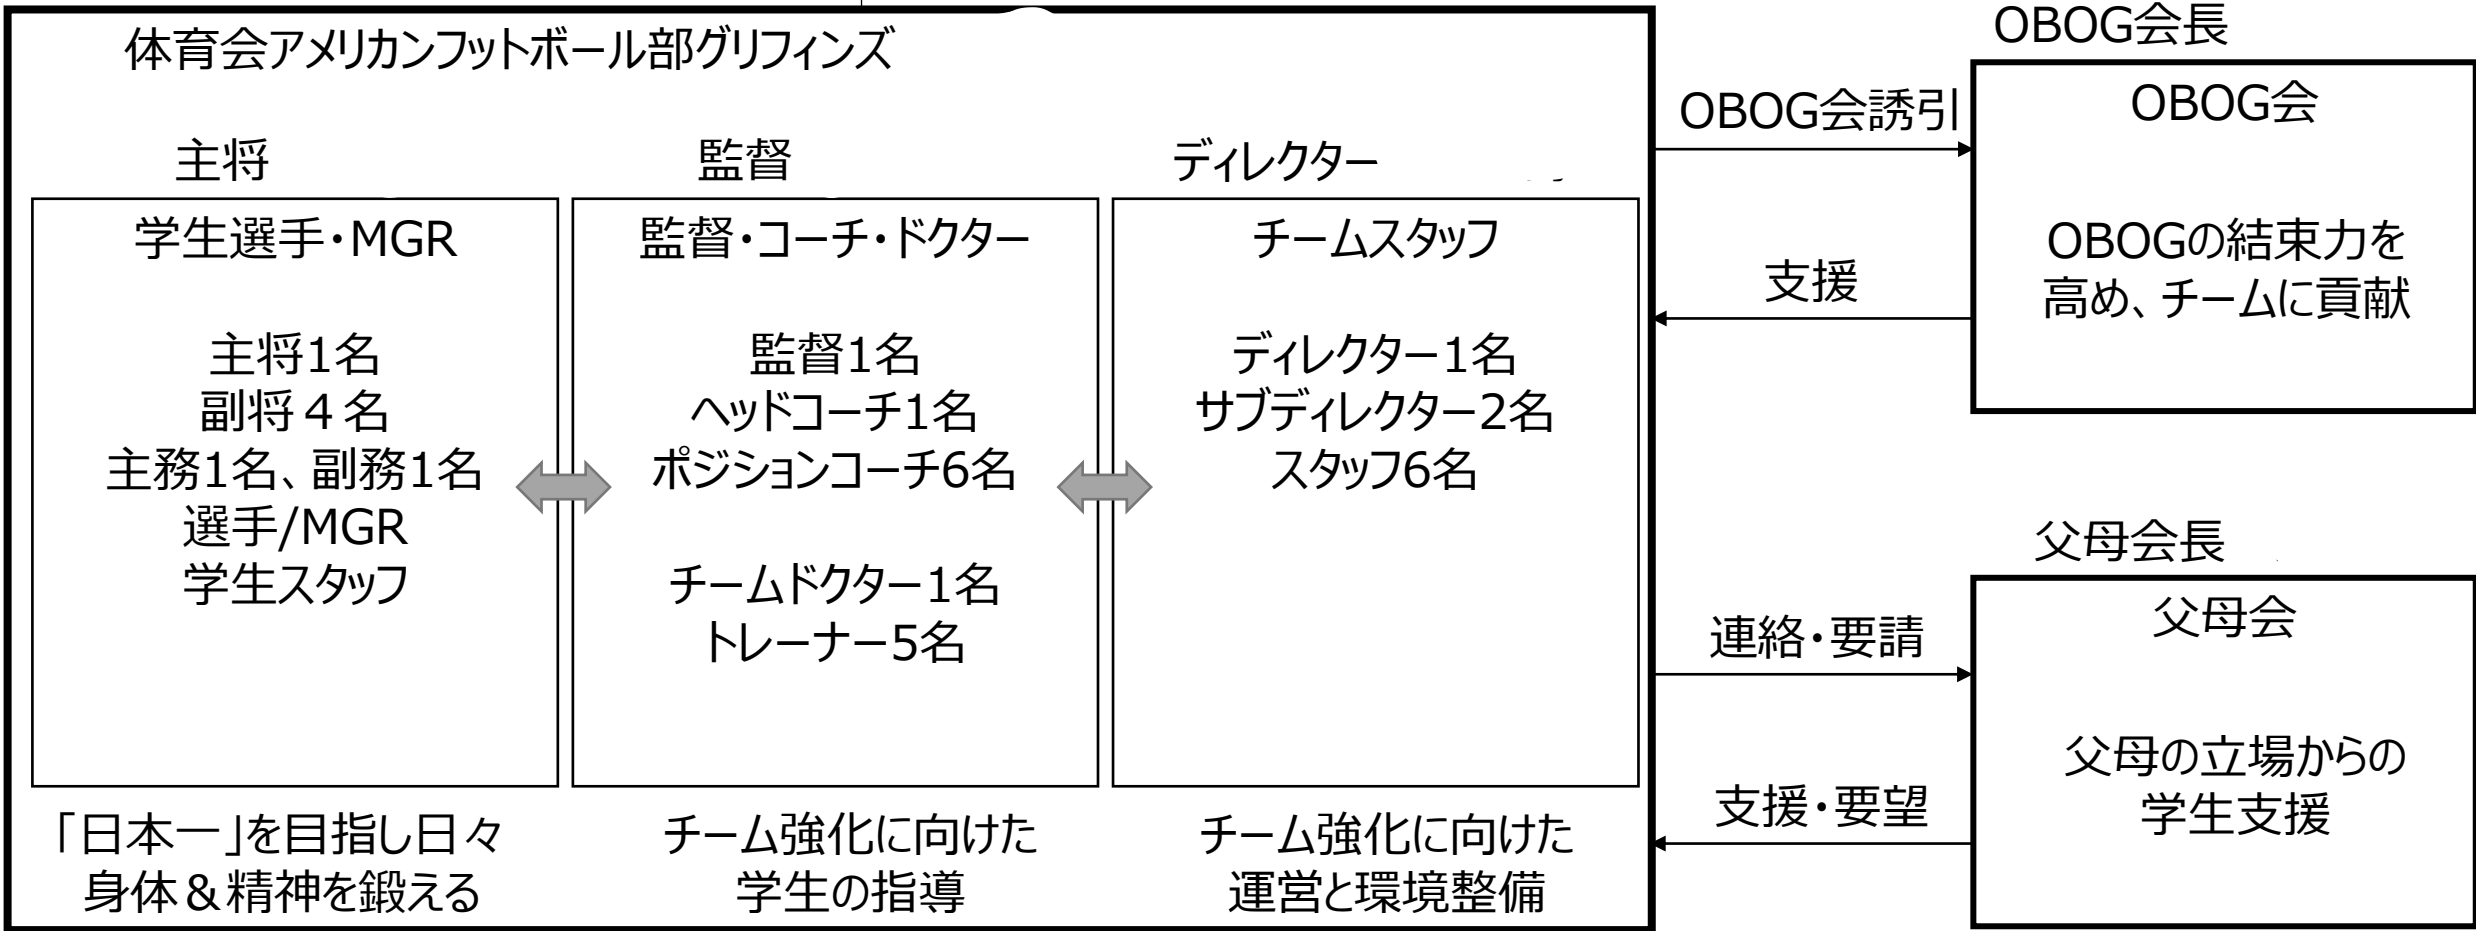 体育会アメリカンフットボール部グリフィンズ
主将
学生選手・MGR
主将1名
副将４名
主務1名、副務1名
選手/MGR
学生スタッフ
「日本一」を目指し日々
身体＆精神を鍛える
監督
監督・コーチ・ドクター
監督1名
ヘッドコーチ1名
ポジションコーチ6名
チームドクター1名
トレーナー5名
チーム強化に向けた
学生の指導
ディレクター
チームスタッフ
ディレクター1名
サブディレクター2名
スタッフ6名
チーム強化に向けた
運営と環境整備
OBOG会誘引
支援
OBOG会長
OBOG会
OBOGの結束力を
高め、チームに貢献
連絡・要請
支援・要望
父母会長
父母会
父母の立場からの
学生支援